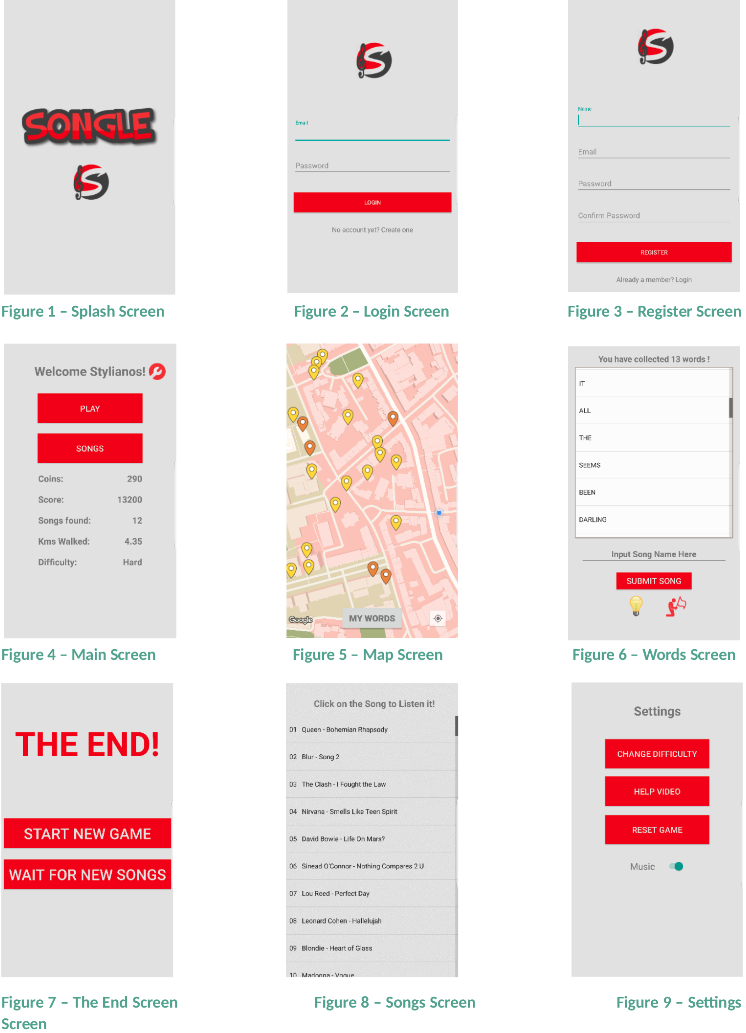 SONGLE
S
Figure 1 – Splash Screen
S
Email
Password
LOGIN
No account yet? Create one
Figure 2 – Login Screen
S
Name
Email
Password
Confirm Password
REGISTER
Already a member? Login
Figure 3 – Register Screen
Welcome Stylianos!
PLAY
SONGS
Coins: 290
Score: 13200
Songs found: 12
Kms Walked: 4.35
Difficulty: Hard
Figure 4 – Main Screen
Google
MY WORDS
Figure 5 – Map Screen
You have collected 13 words !
IT
ALL
THE
SEEMS
BEEN
DARLING
Input Song Name Here
SUBMIT SONG
Figure 6 – Words Screen
THE END!
START NEW GAME
WAIT FOR NEW SONGS
Figure 7 – The End Screen
Screen
Click on the Song to Listen it!
01 Queen - Bohemian Rhapsody
02 Blur - Song 2
03 The Clash - I Fought the Law
04 Nirvana - Smells Like Teen Spirit
05 David Bowie - Life On Mars?
06 Sinead O'Connor - Nothing Compares 2 U
07 Lou Reed - Perfect Day
08 Leonard Cohen - Hallelujah
09 Blondie - Heart of Glass
10 Madonna - Vogue
Figure 8 – Songs Screen
Settings
CHANGE DIFFICULTY
HELP VIDEO
RESET GAME
Music
Figure 9 – Settings